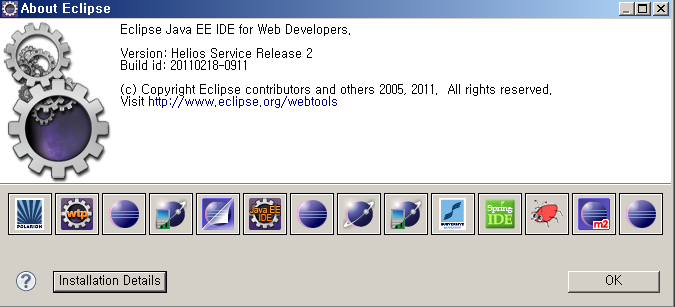 About Eclipse
Eclipse Java EE IDE for Web Developers.
Version: Helios Service Release 2
Build id: 20110218-0911
(c) Copyright Eclipse contributors and others 2005, 2011. All rights reserved.
Visit http://www.eclipse.org/webtools
POLARION wtp Java EE IDE SUBVERSIVE Spring IDE m2
? Installation Details OK